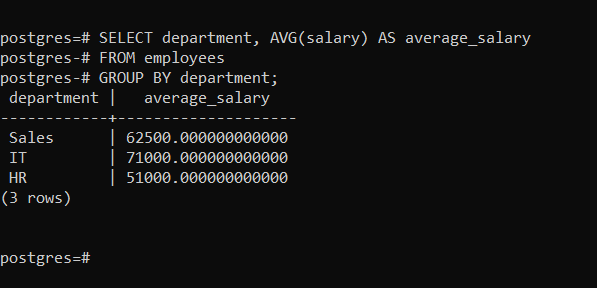 postgres=# SELECT department, AVG(salary) AS average_salary
postgres-# FROM employees
postgres-# GROUP BY department;
 department |   average_salary
------------+--------------------
 Sales      | 62500.000000000000
 IT         | 71000.000000000000
 HR         | 51000.000000000000
(3 rows)
postgres=#